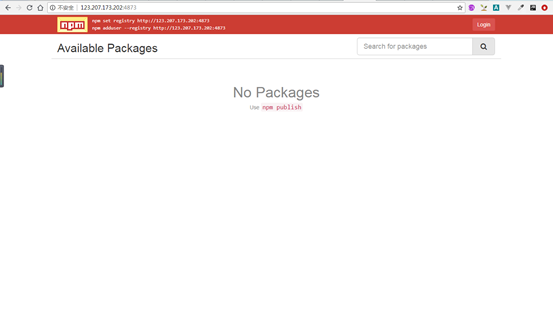 不安全 | 123.207.173.202:4873
npm
npm set registry http://123.207.173.202:4873
npm adduser --registry http://123.207.173.202:4873
Login
Available Packages
Search for packages
No Packages
Use npm publish